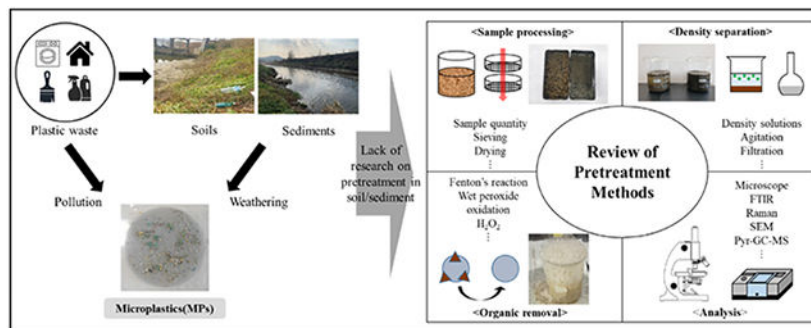 Plastic waste
Soils
Sediments
Pollution
Weathering
Microplastics(MPs)
Lack of
research on
pretreatment in
soil/sediment
<Sample processing>
Sample quantity
Sieving
Drying
⋮
<Density separation>
Density solutions
Agitation
Filtration
⋮
Review of
Pretreatment
Methods
Fenton's reaction
Wet peroxide
oxidation
H₂O₂
⋮
<Organic removal>
Microscope
FTIR
Raman
SEM
Pyr-GC-MS
⋮
<Analysis>